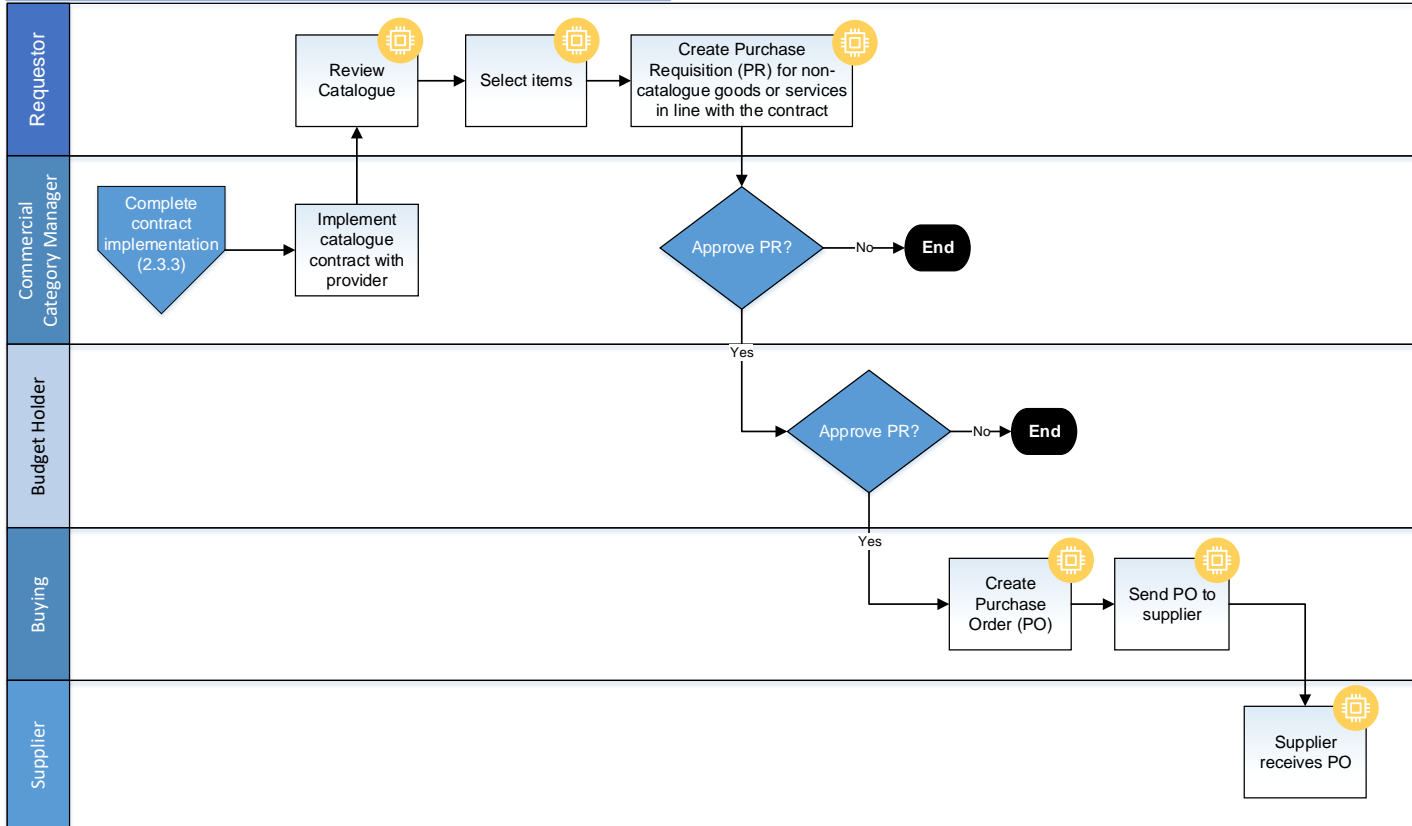 Requestor
Review
Catalogue
Select items
Create Purchase
Requisition (PR) for non-
catalogue goods or services
in line with the contract
Commercial
Category Manager
Complete
contract
implementation
(2.3.3)
Implement
catalogue
contract with
provider
Approve PR?
No
End
Yes
Budget Holder
Approve PR?
No
End
Yes
Buying
Create
Purchase
Order (PO)
Send PO to
supplier
Supplier
Supplier
receives PO